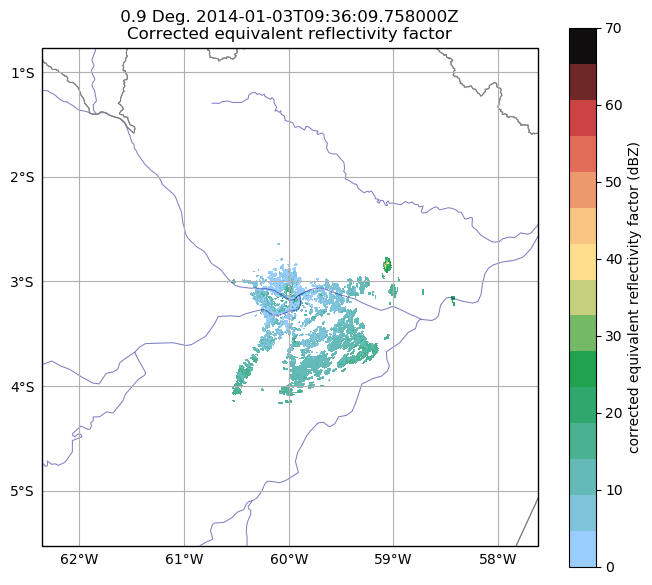 0.9 Deg. 2014-01-03T09:36:09.758000Z
Corrected equivalent reflectivity factor
1°S
2°S
3°S
4°S
5°S
62°W
61°W
60°W
59°W
58°W
70
60
50
40
30
20
10
0
corrected equivalent reflectivity factor (dBZ)